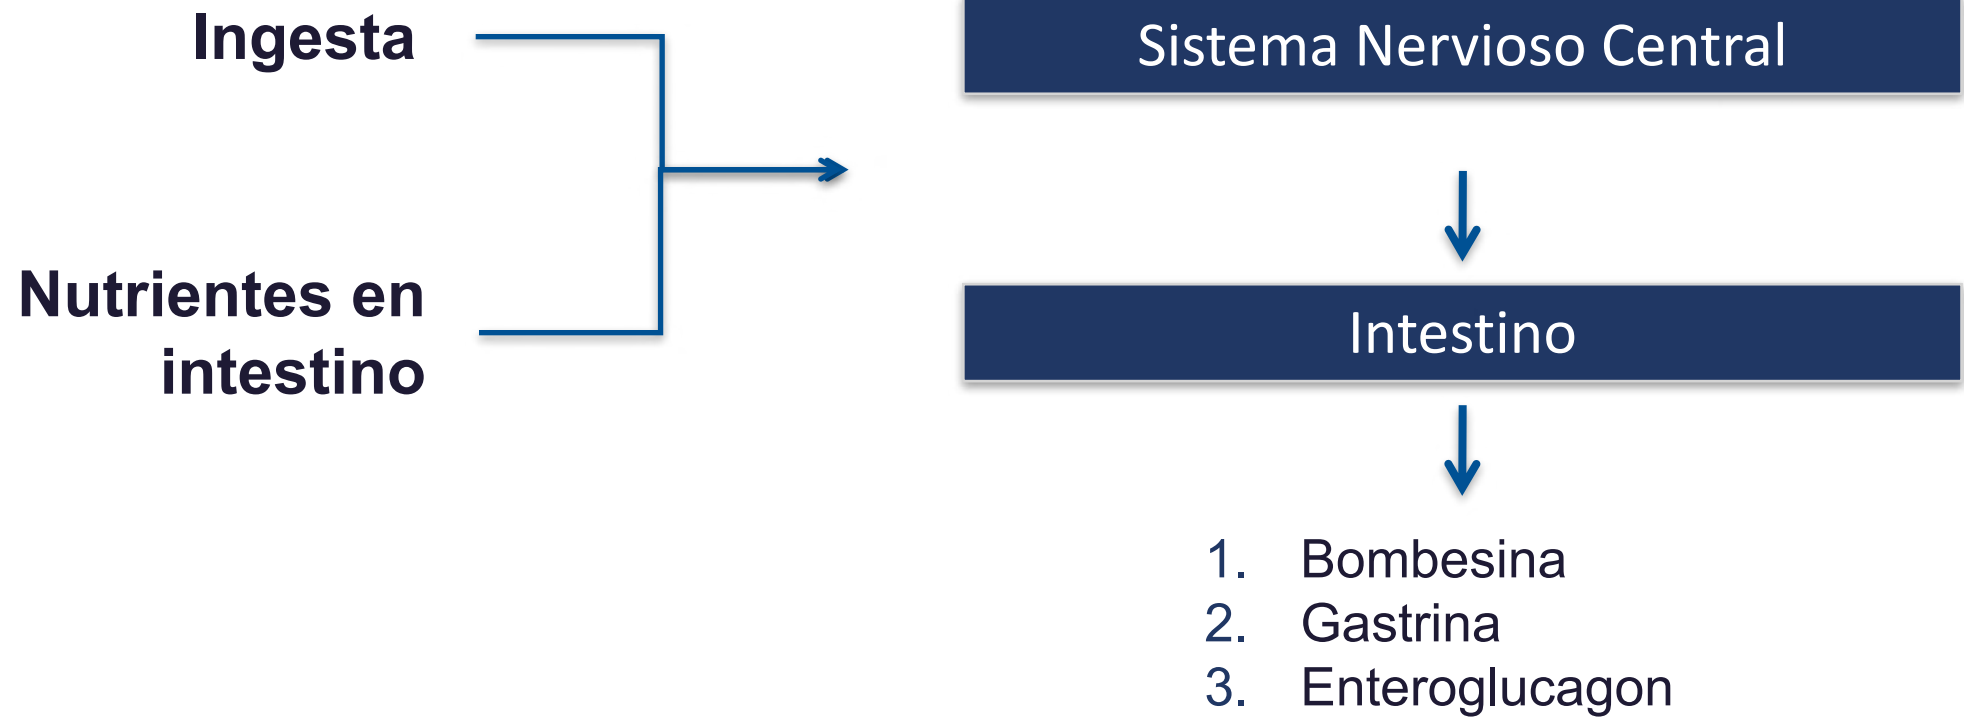 Ingesta
Sistema Nervioso Central
Nutrientes en
intestino
Intestino
1. Bombesina
2. Gastrina
3. Enteroglucagon